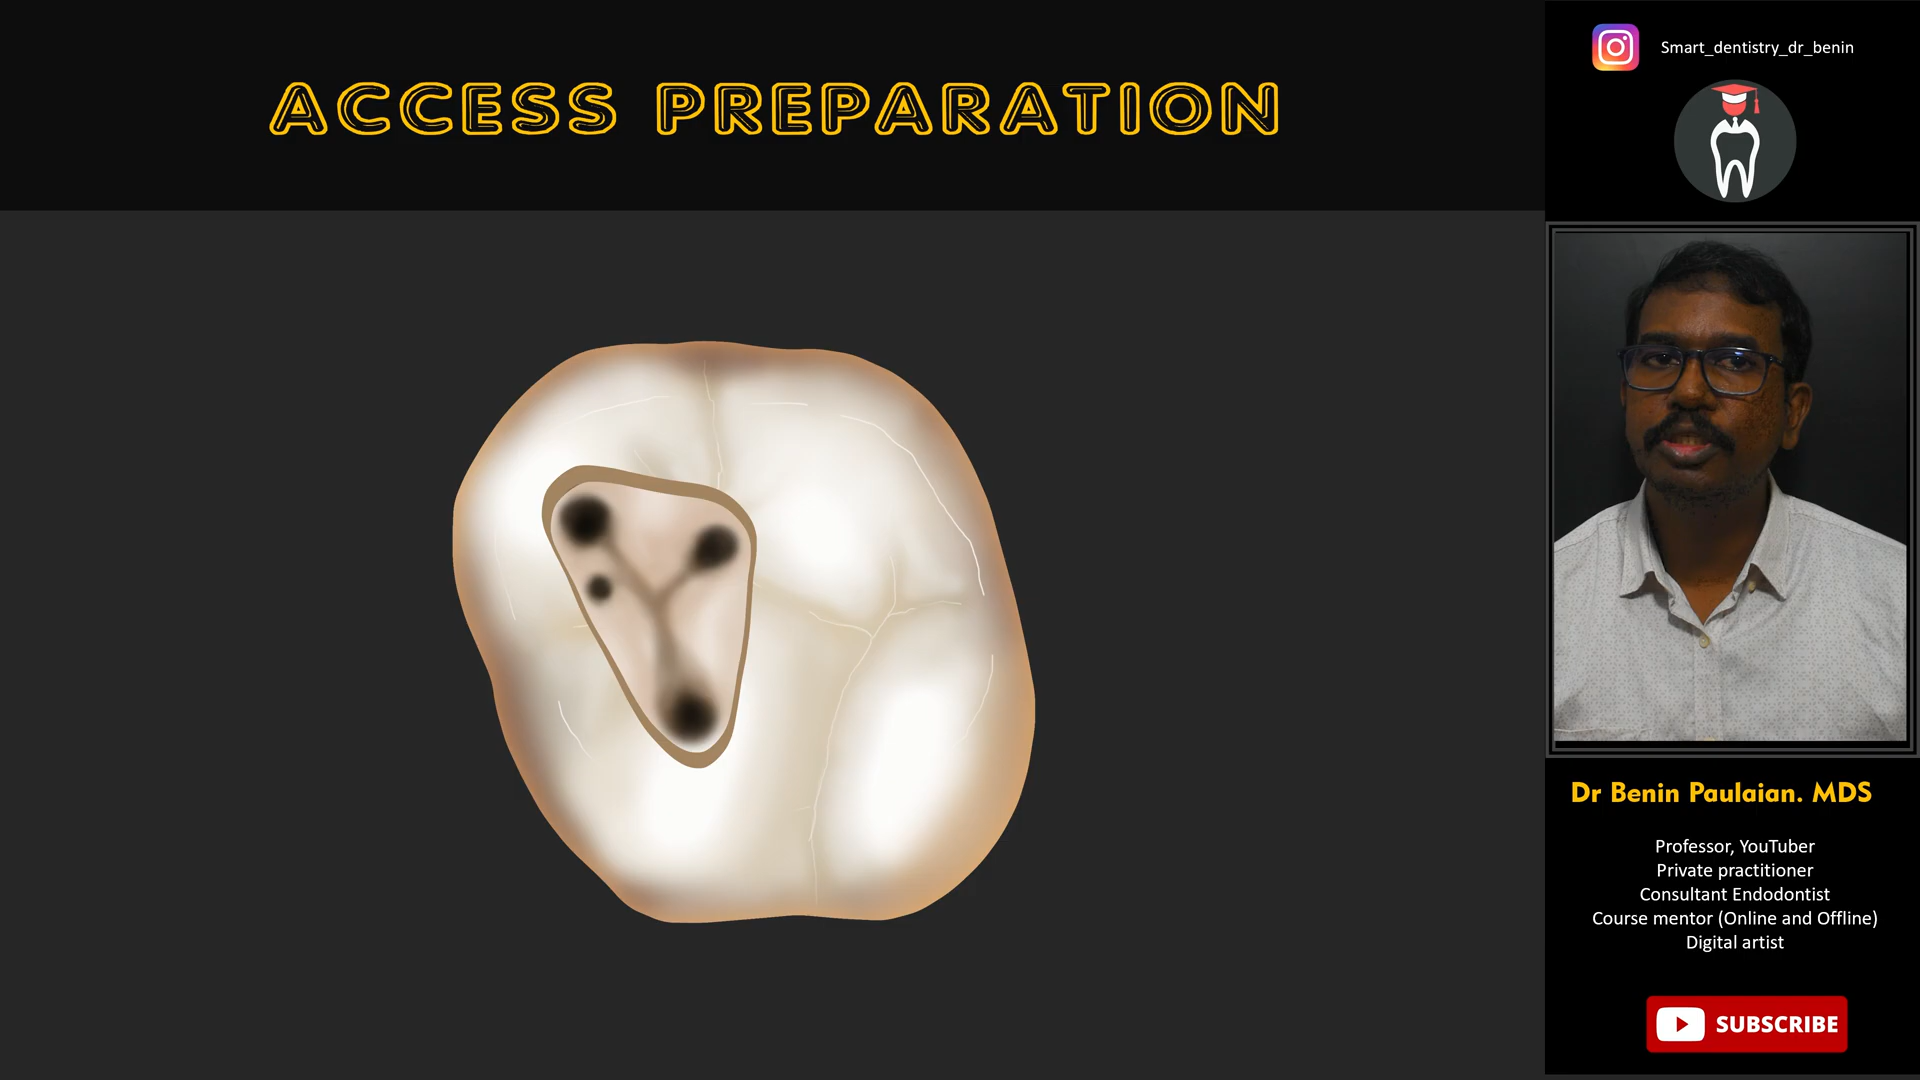 ACCESS PREPARATION
Smart_dentistry_dr_benin
Dr Benin Paulaian. MDS
Professor, YouTuber
Private practitioner
Consultant Endodontist
Course mentor (Online and Offline)
Digital artist
SUBSCRIBE